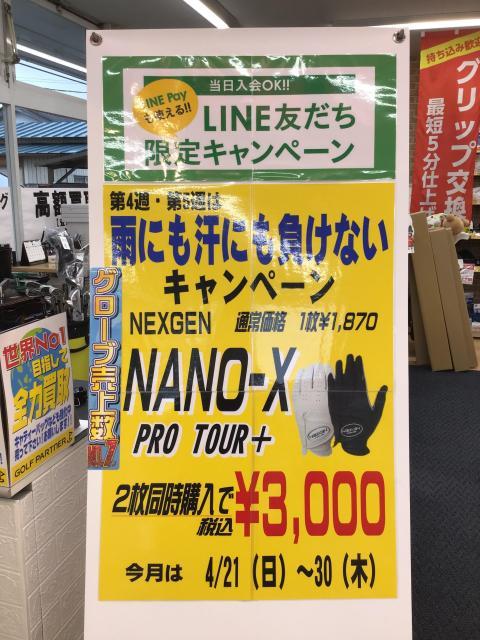 当日入会OK!!
LINE Pay
も使える!!
LINE友だち
限定キャンペーン
第4週・第5週は
雨にも汗にも負けない
キャンペーン
NEXGEN 通常価格 1枚¥1,870
グローブ売上数
No.1
NANO-X
PRO TOUR+
2枚同時購入で
税込
¥3,000
今月は 4/21(日)~30(木)
世界No1
目指して
全力買取
GOLF PARTNER
持ち込み歓迎
グリップ交換
最短5分仕上げ